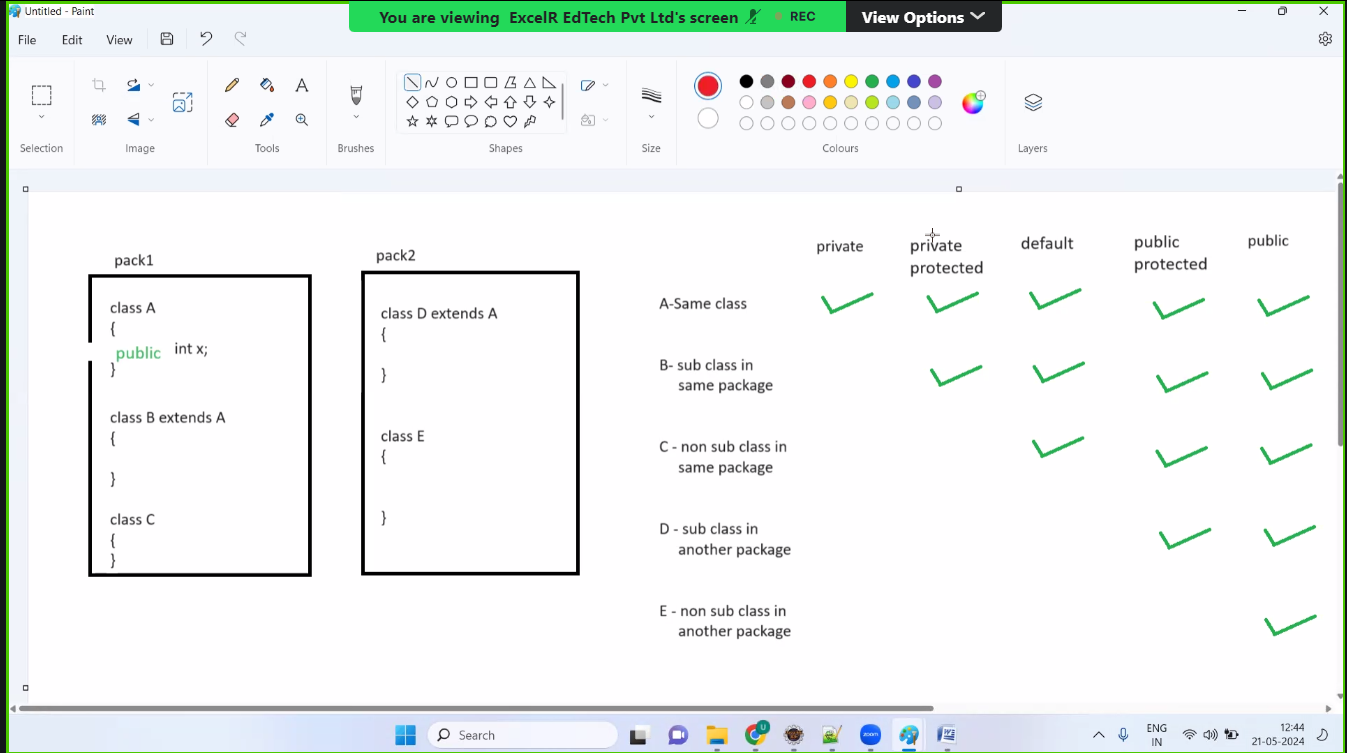 Untitled - Paint
You are viewing ExcelR EdTech Pvt Ltd's screen
REC
View Options
File Edit View
Selection
Image
Tools
Brushes
Shapes
Size
Colours
Layers
A
pack1
class A
{
public int x;
}
class B extends A
{
}
class C
{
}
pack2
class D extends A
{
}
class E
{
}
private
private
protected
default
public
protected
public
A-Same class
B- sub class in
same package
C - non sub class in
same package
D - sub class in
another package
E - non sub class in
another package
Search
U
zoom
ENG
IN
12:44
21-05-2024